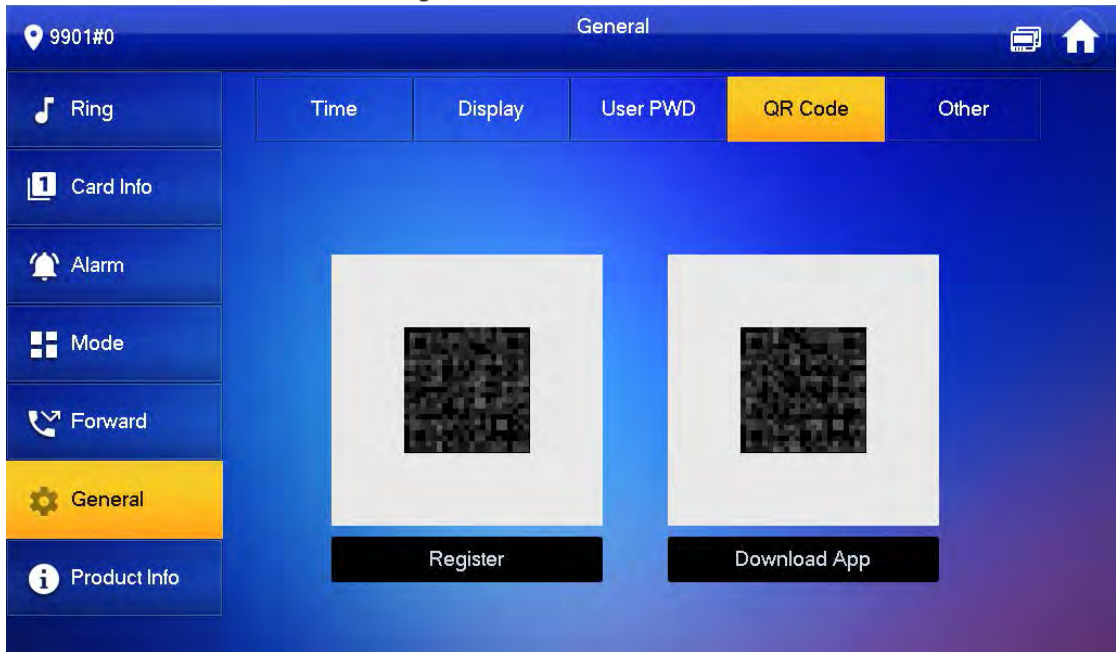 9901#0
General
Ring
Time
Display
User PWD
QR Code
Other
1
Card Info
Alarm
Mode
Forward
General
Register
Download App
Product Info